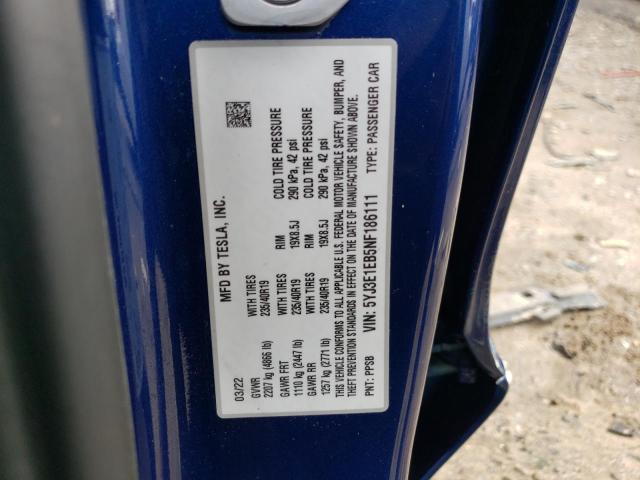 MFD BY TESLA, INC.
03/22
GVWR WITH TIRES RIM COLD TIRE PRESSURE
2207 kg (4866 lb) 235/40R19 19X8.5J 290 kPa, 42 psi
GAWR FRT WITH TIRES RIM COLD TIRE PRESSURE
1110 kg (2447 lb) 235/40R19 19X8.5J 290 kPa, 42 psi
GAWR RR
1257 kg (2771 lb) 235/40R19
THIS VEHICLE CONFORMS TO ALL APPLICABLE U.S. FEDERAL MOTOR VEHICLE SAFETY, BUMPER, AND
THEFT PREVENTION STANDARDS IN EFFECT ON THE DATE OF MANUFACTURE SHOWN ABOVE.
VIN: 5YJ3E1EB5NF186111 TYPE: PASSENGER CAR
PNT: PPSB